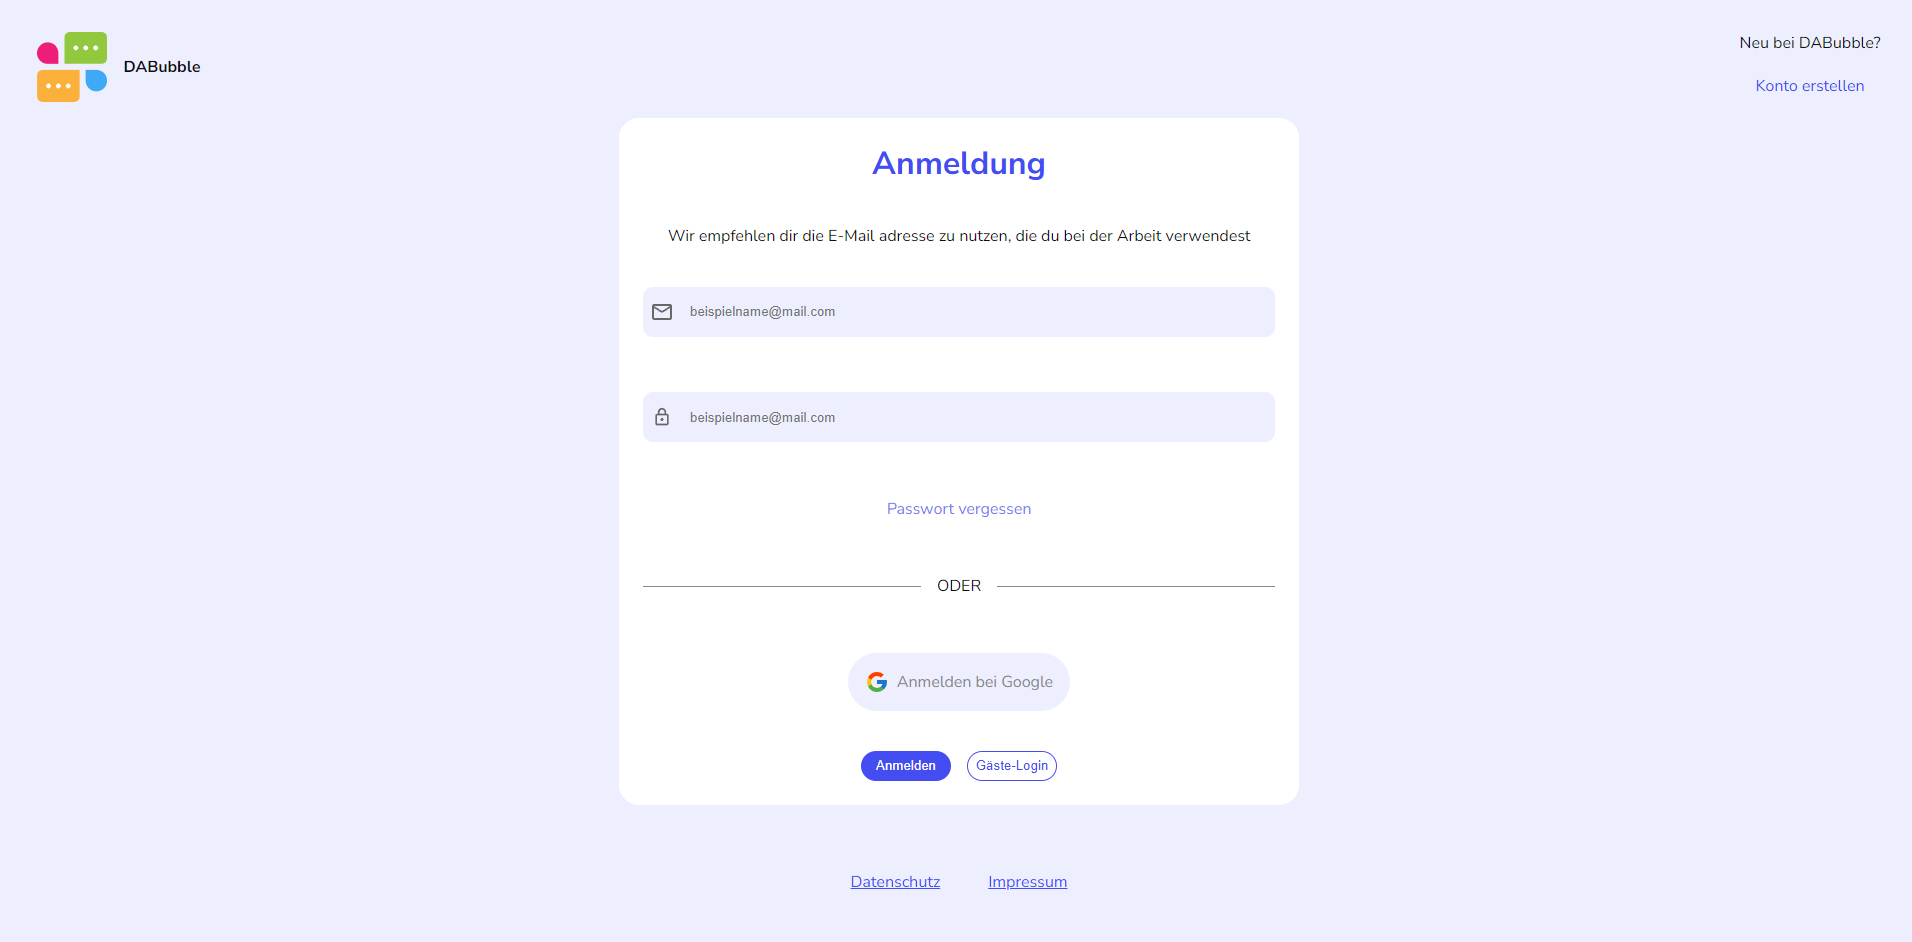 DABubble
Neu bei DABubble?
Konto erstellen
Anmeldung
Wir empfehlen dir die E-Mail adresse zu nutzen, die du bei der Arbeit verwendest
beispielname@mail.com
beispielname@mail.com
Passwort vergessen
ODER
Anmelden bei Google
Anmelden Gäste-Login
Datenschutz Impressum